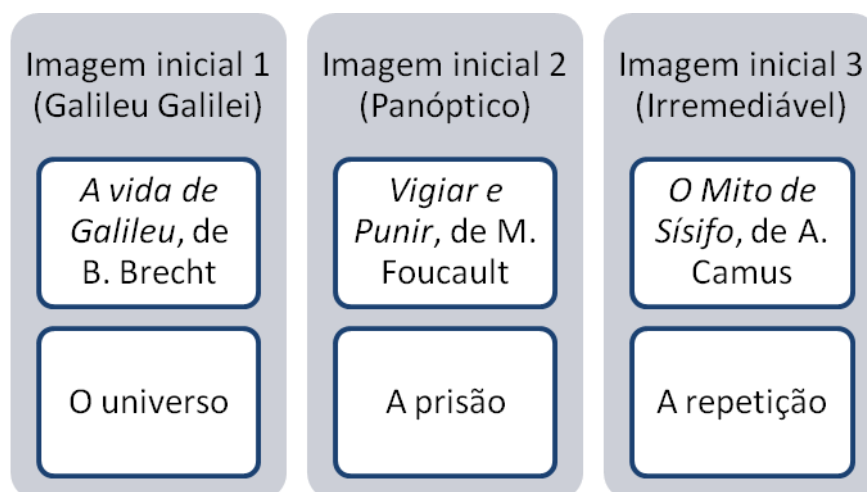 Imagem inicial 1
(Galileu Galilei)
A vida de
Galileu, de
B. Brecht
O universo
Imagem inicial 2
(Panóptico)
Vigiar e
Punir, de M.
Foucault
A prisão
Imagem inicial 3
(Irremediável)
O Mito de
Sísifo, de A.
Camus
A repetição